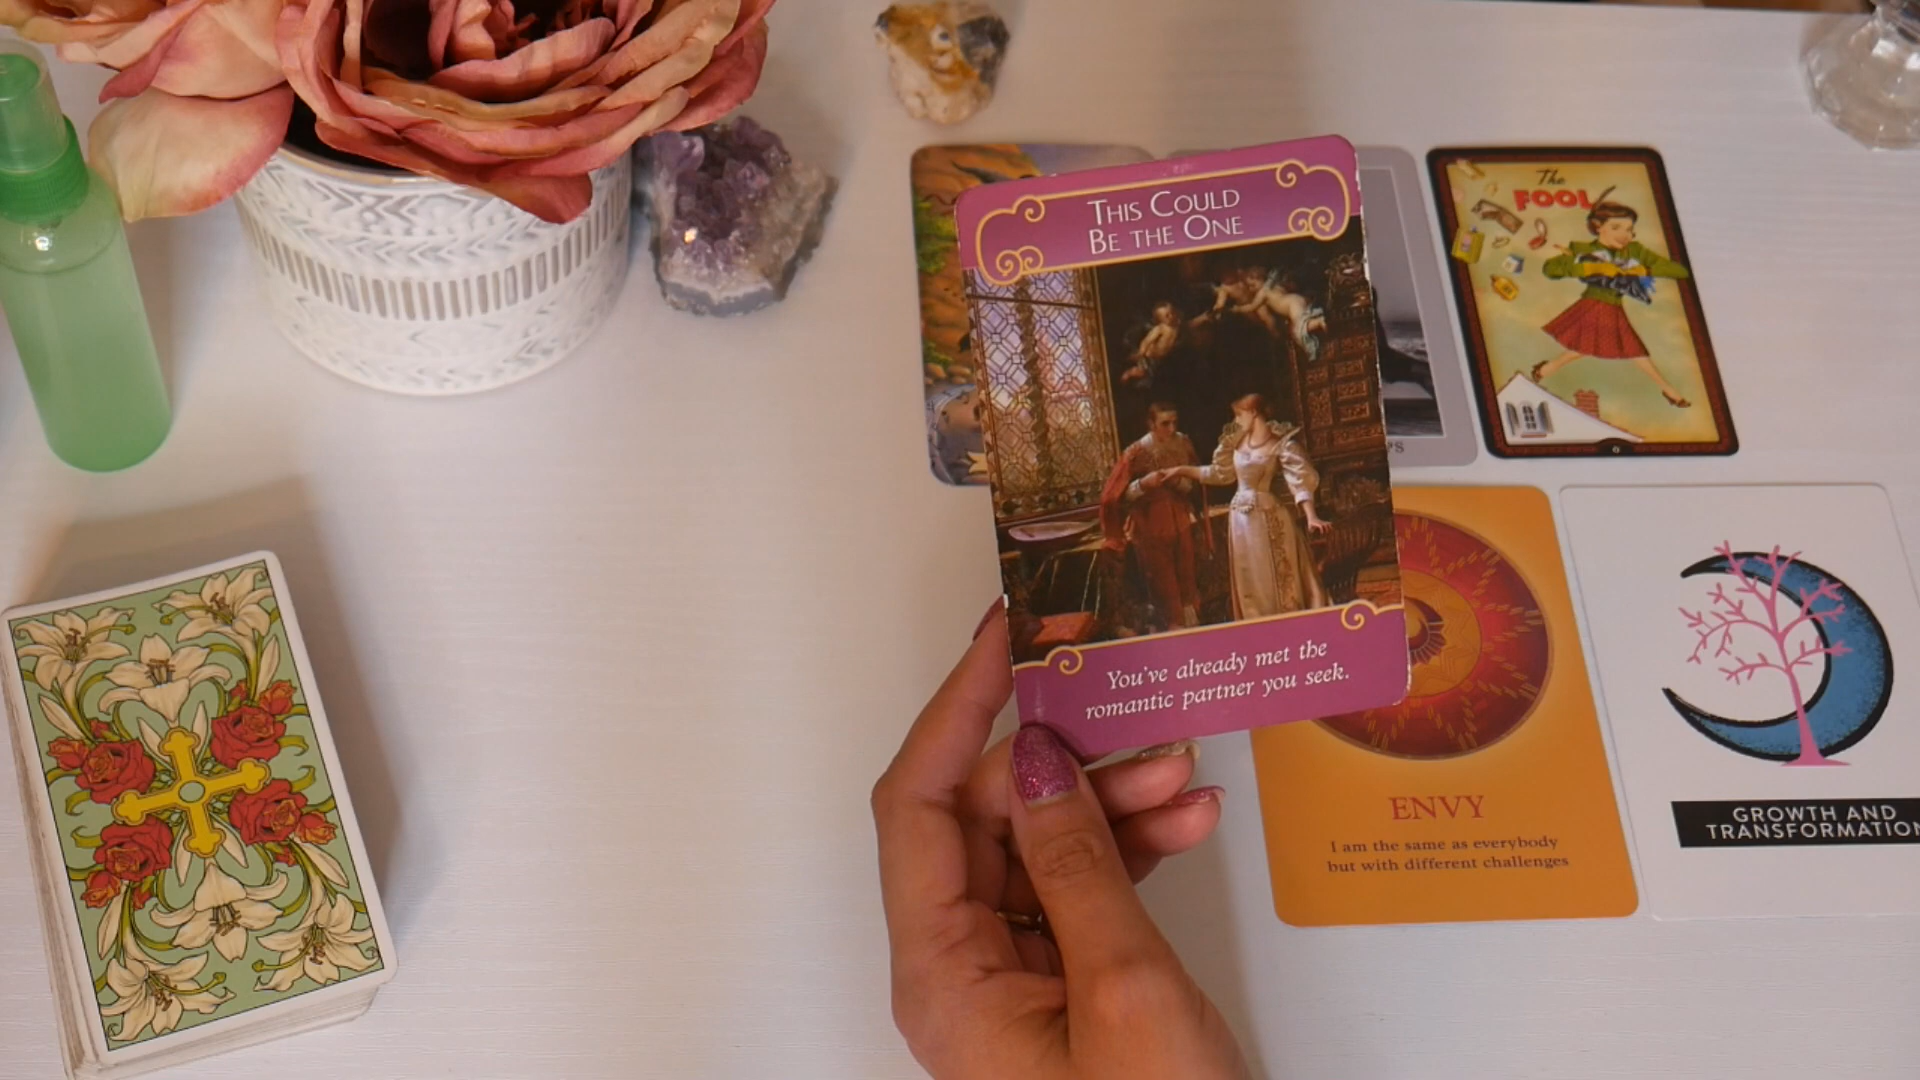 THIS COULD
BE THE ONE
You've already met the
romantic partner you seek.
The
FOOL
0
ENVY
I am the same as everybody
but with different challenges
GROWTH AND
TRANSFORMATION